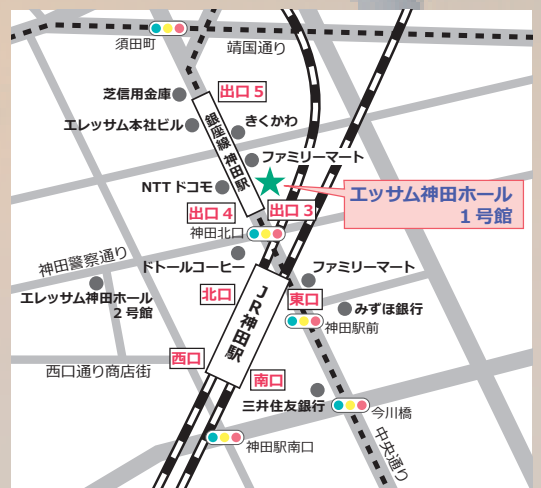 須田町
靖国通り
芝信用金庫
出口５
エレッサム本社ビル
きくかわ
銀座線 神田駅
ファミリーマート
NTTドコモ
エッサム神田ホール
１号館
出口４
出口３
神田北口
神田警察通り
ドトールコーヒー
ファミリーマート
エレッサム神田ホール
２号館
北口
JR神田駅
東口
みずほ銀行
神田駅前
西口
西口通り商店街
南口
三井住友銀行
今川橋
神田駅南口
中央通り